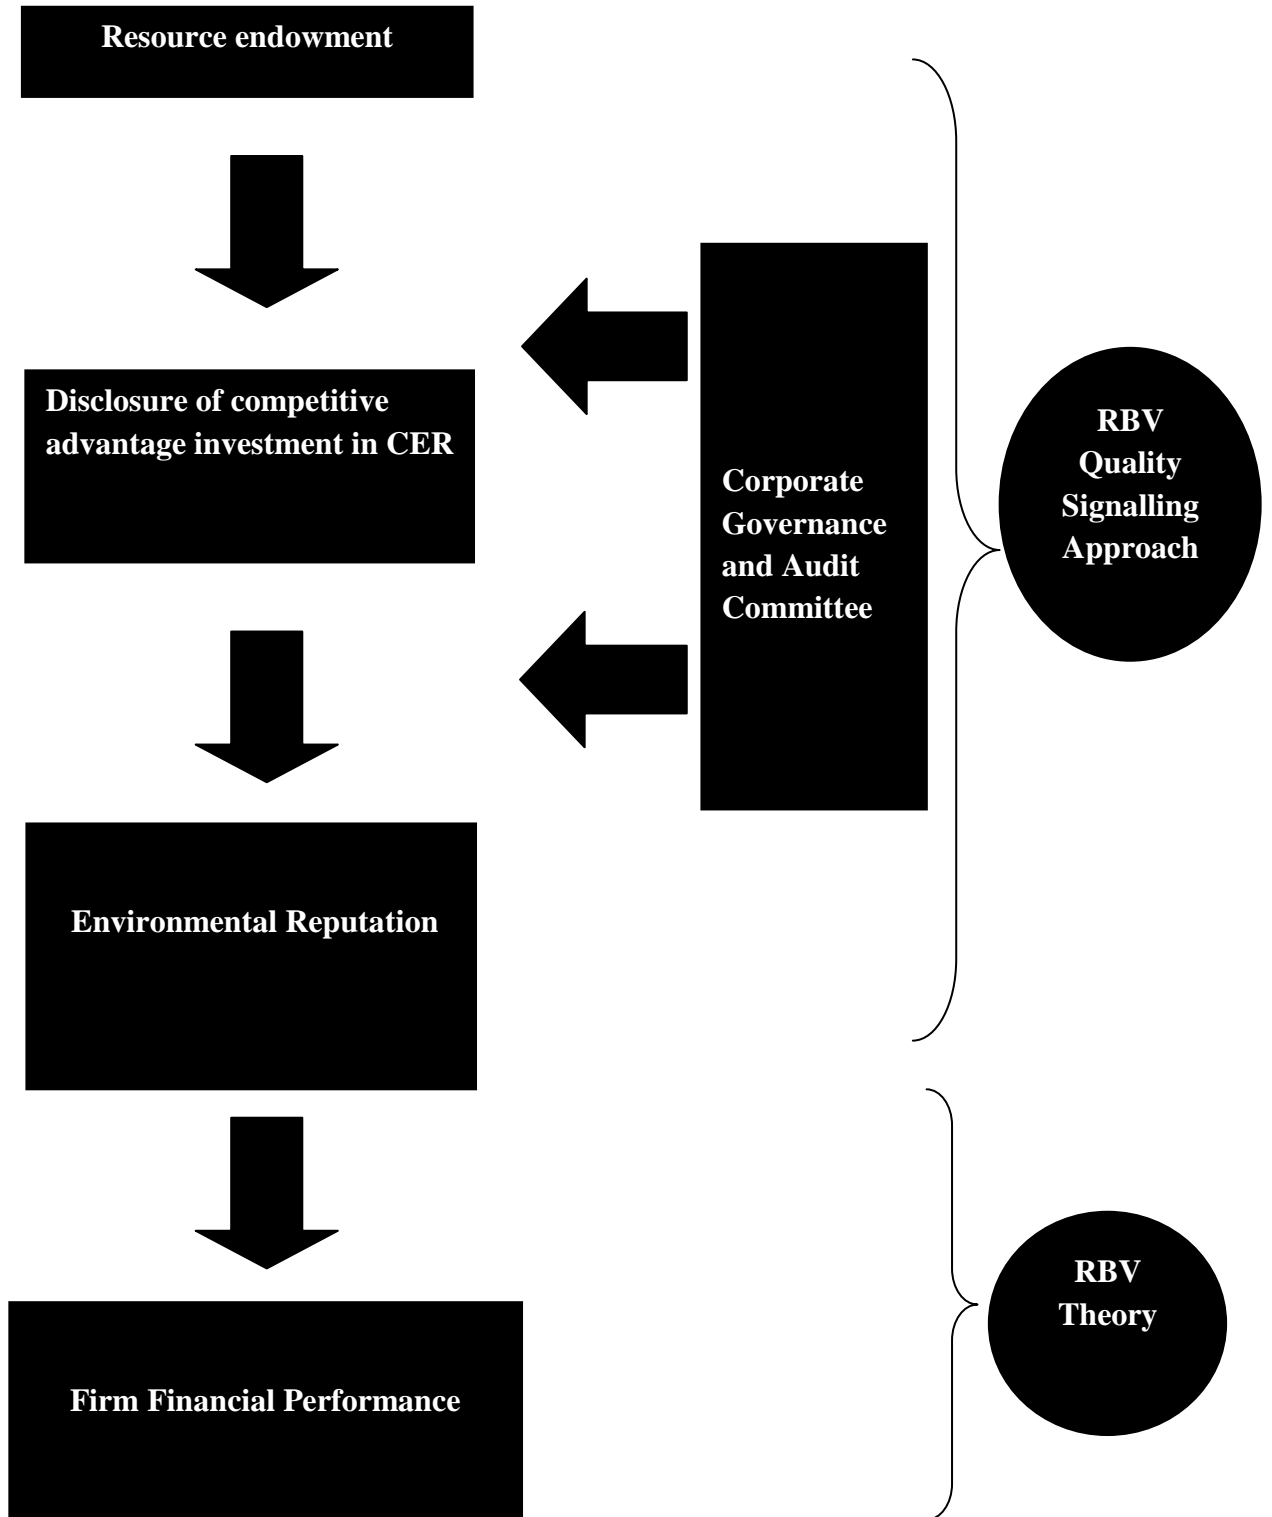 Resource endowment
Disclosure of competitive
advantage investment in CER
Corporate
Governance
and Audit
Committee
RBV
Quality
Signalling
Approach
Environmental Reputation
RBV
Theory
Firm Financial Performance